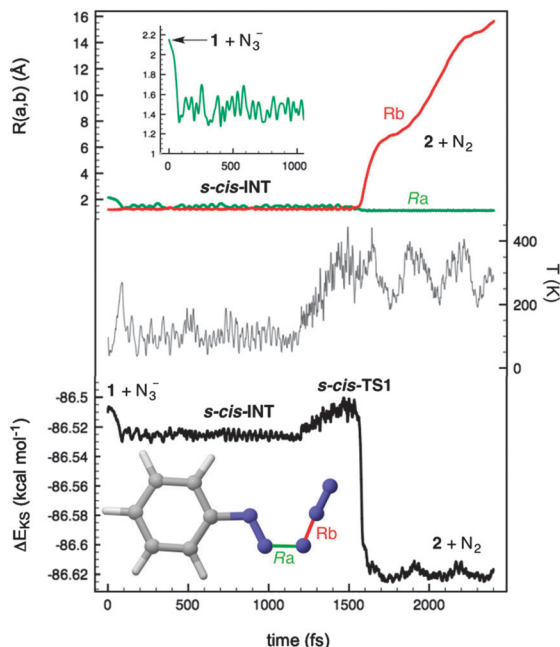 16
14
12
10
8
6
4
2
R(a,b) (Å)
2.2
2
1.8
1.6
1.4
1.2
1
0
500
1000
1 + N₃⁻
s-cis-INT
Rb
2 + N₂
Ra
400
200
0
T (K)
-86.5
-86.52
-86.54
-86.56
-86.58
-86.6
-86.62
ΔE_KS (kcal mol⁻¹)
1 + N₃⁻
s-cis-INT
s-cis-TS1
Rb
Ra
2 + N₂
0
500
1000
1500
2000
time (fs)